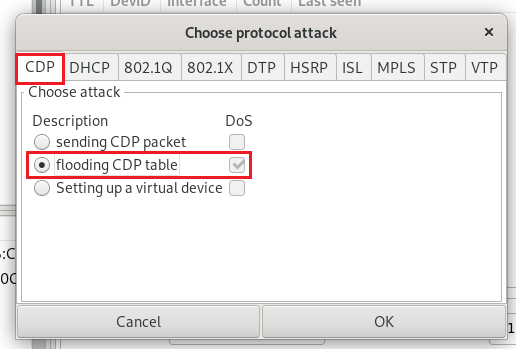 TTL DevID Interface Count Last seen
Choose protocol attack
CDP DHCP 802.1Q 802.1X DTP HSRP ISL MPLS STP VTP
Choose attack
Description DoS
sending CDP packet
flooding CDP table
Setting up a virtual device
Cancel OK